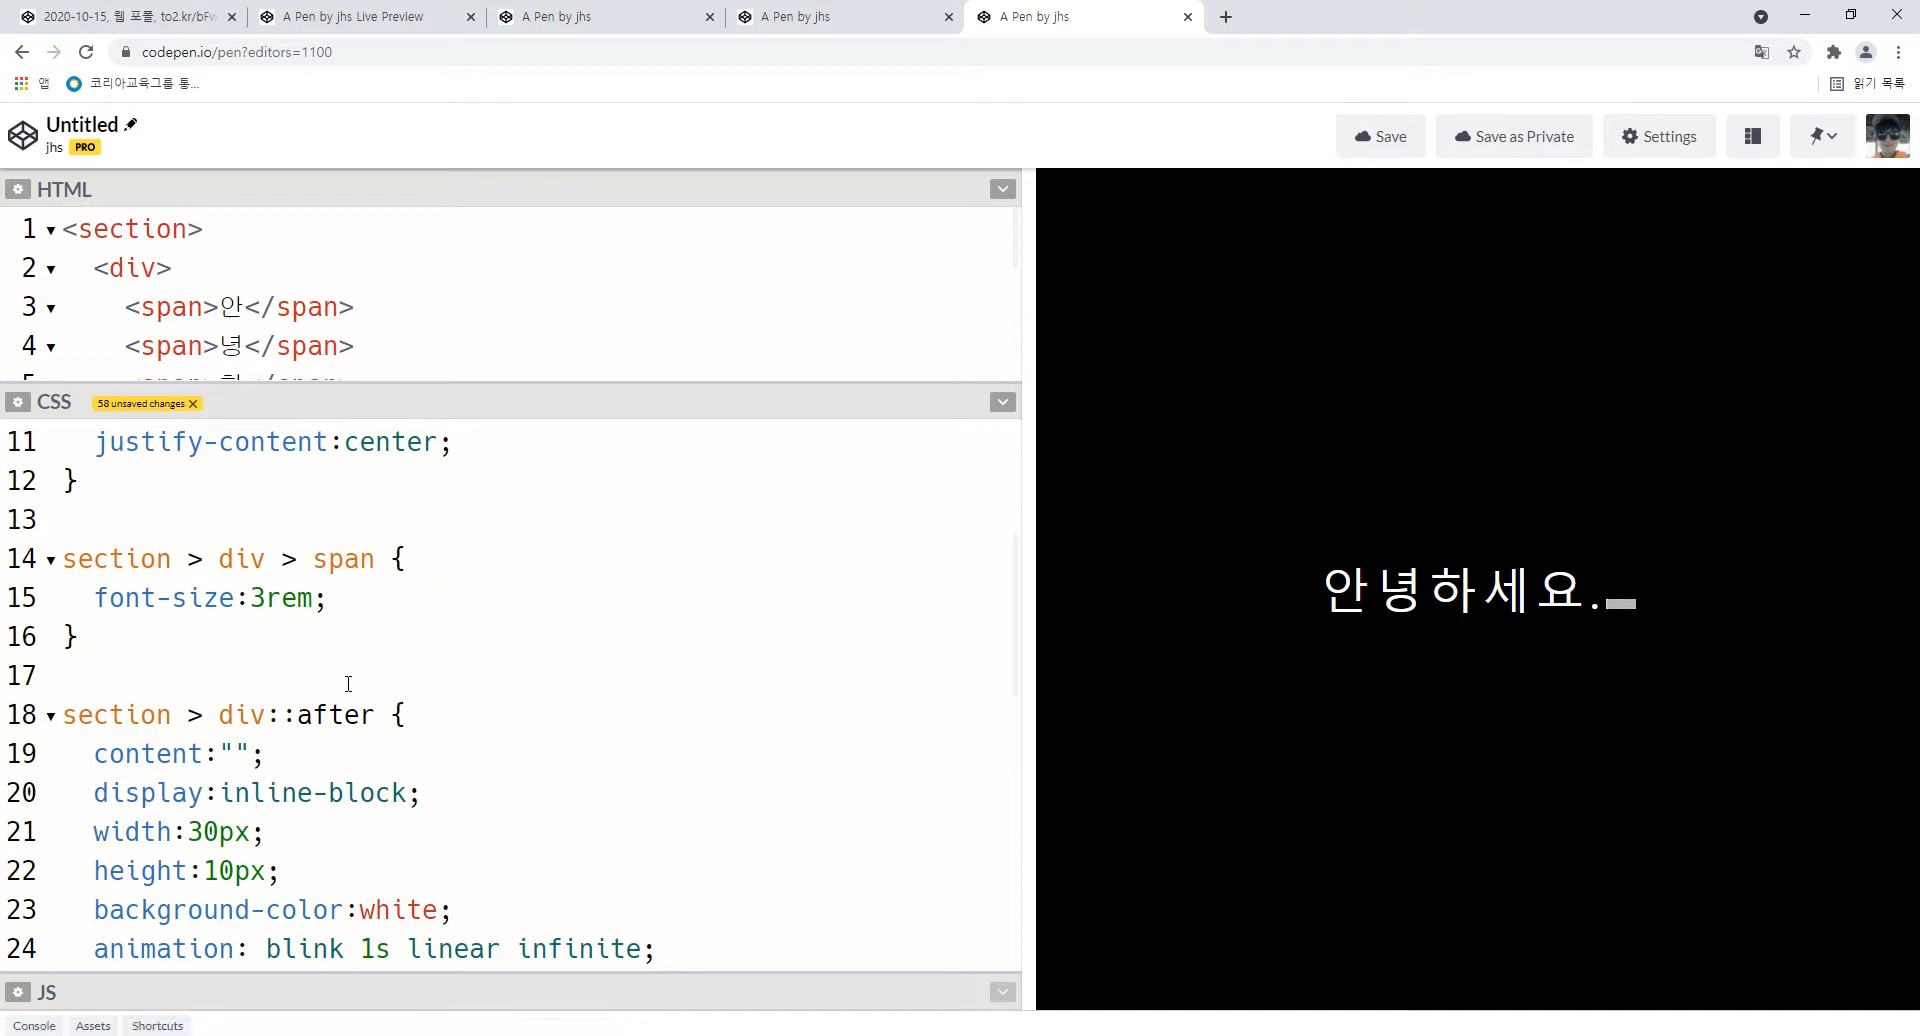 2020-10-15, 웹 포폴, to2.kr/bFw
A Pen by jhs Live Preview
A Pen by jhs
A Pen by jhs
A Pen by jhs
codepen.io/pen?editors=1100
앱
코리아교육그룹 통...
읽기 목록
Untitled
jhs PRO
Save
Save as Private
Settings
HTML
1 <section>
2 <div>
3 <span>안</span>
4 <span>녕</span>
5 <span>하</span>
CSS 58 unsaved changes
11 justify-content:center;
12 }
13
14 section > div > span {
15 font-size:3rem;
16 }
17
18 section > div::after {
19 content:"";
20 display:inline-block;
21 width:30px;
22 height:10px;
23 background-color:white;
24 animation: blink 1s linear infinite;
JS
Console Assets Shortcuts
안녕하세요.